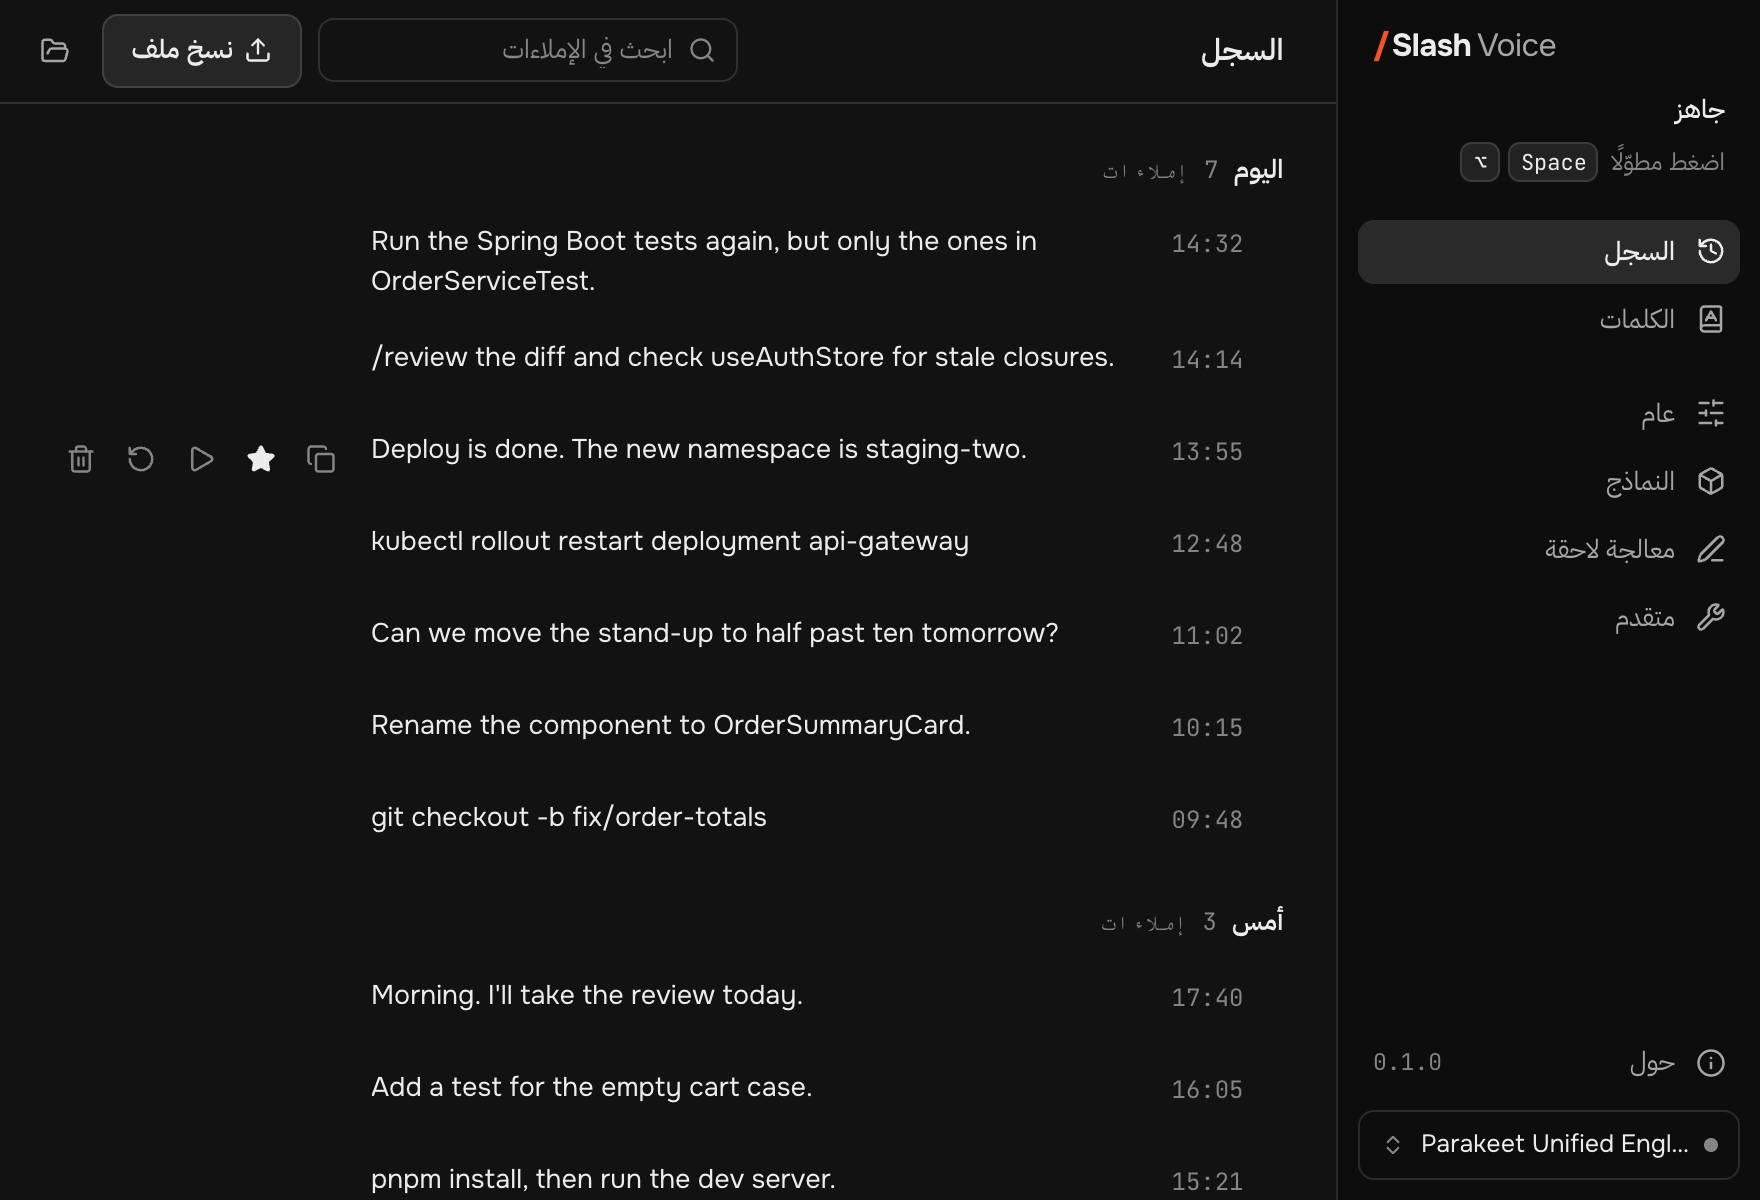 /Slash Voice
جاهز
اضغط مطوّلًا Space ⌥
السجل
الكلمات
عام
النماذج
معالجة لاحقة
متقدم
حول 0.1.0
Parakeet Unified Engl...
السجل
ابحث في الإملاءات
نسخ ملف
اليوم 7 إملاءات
14:32 Run the Spring Boot tests again, but only the ones in
OrderServiceTest.
14:14 /review the diff and check useAuthStore for stale closures.
13:55 Deploy is done. The new namespace is staging-two.
12:48 kubectl rollout restart deployment api-gateway
11:02 Can we move the stand-up to half past ten tomorrow?
10:15 Rename the component to OrderSummaryCard.
09:48 git checkout -b fix/order-totals
أمس 3 إملاءات
17:40 Morning. I'll take the review today.
16:05 Add a test for the empty cart case.
15:21 pnpm install, then run the dev server.